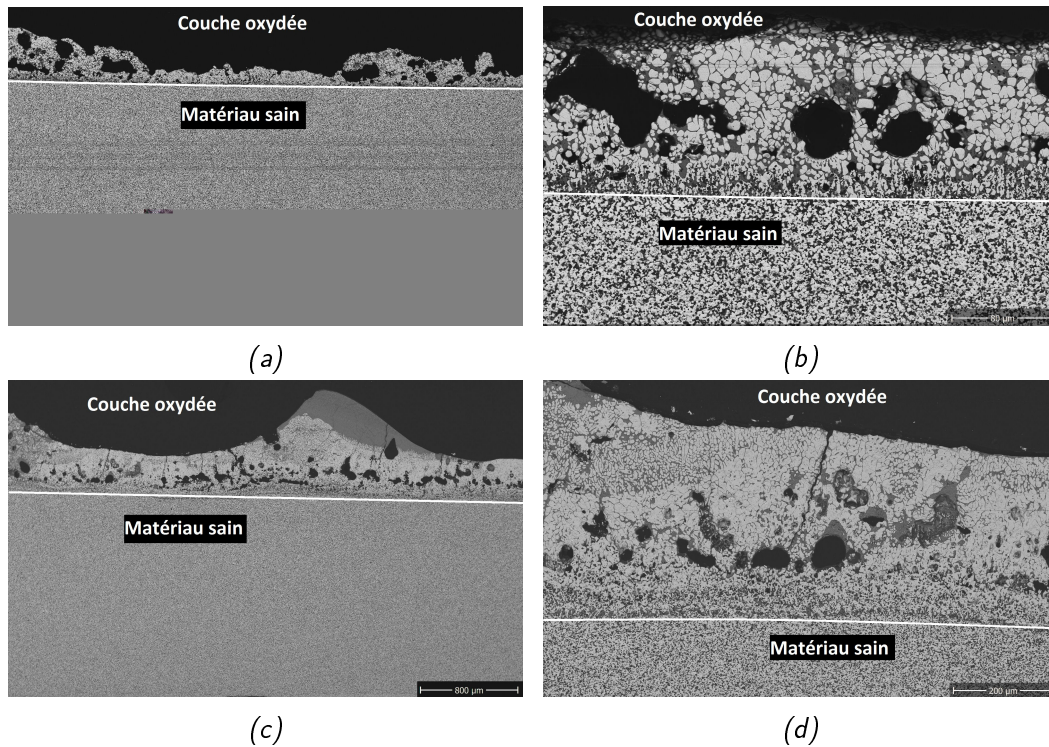 Couche oxydée
Matériau sain
(a)
Couche oxydée
Matériau sain
80 µm
(b)
Couche oxydée
Matériau sain
800 µm
(c)
Couche oxydée
Matériau sain
200 µm
(d)